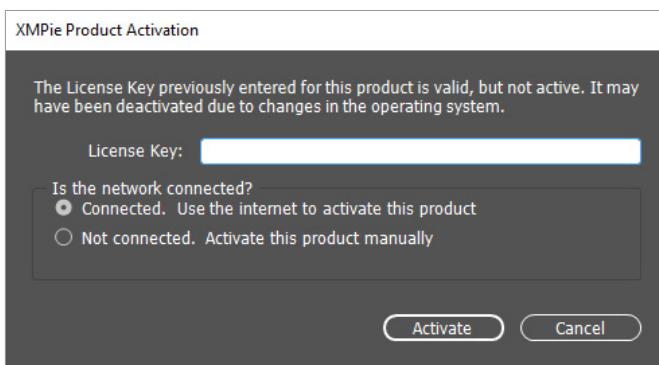 XMPie Product Activation
The License Key previously entered for this product is valid, but not active. It may
have been deactivated due to changes in the operating system.
License Key:
Is the network connected?
Connected.  Use the internet to activate this product
Not connected.  Activate this product manually
Activate Cancel